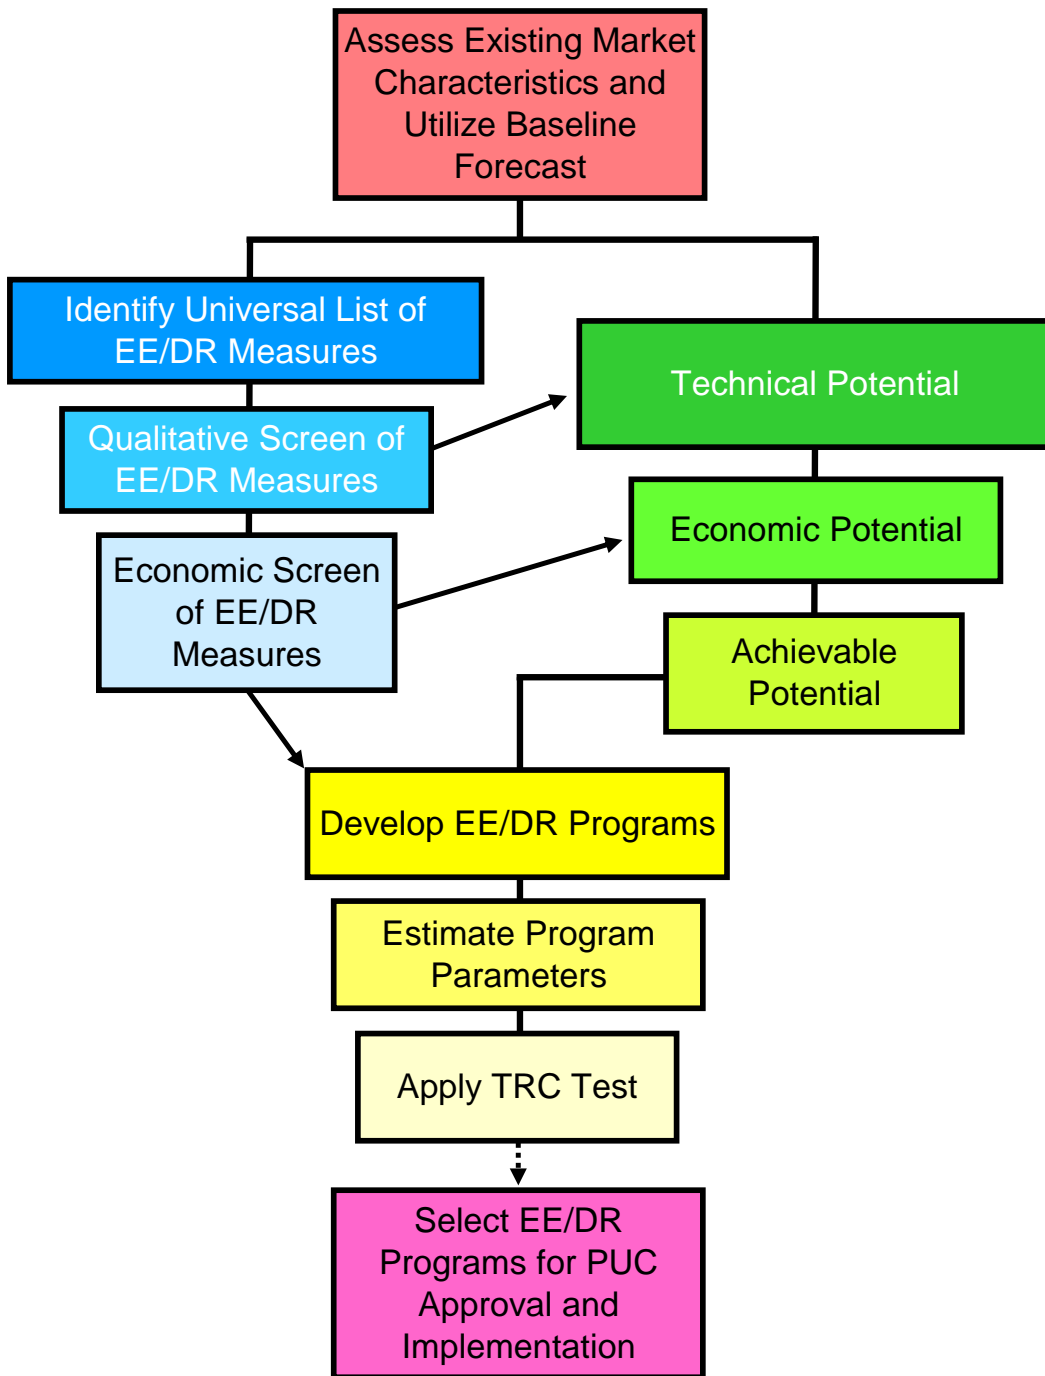 Assess Existing Market
Characteristics and
Utilize Baseline
Forecast
Identify Universal List of
EE/DR Measures
Technical Potential
Qualitative Screen of
EE/DR Measures
Economic Potential
Economic Screen
of EE/DR
Measures
Achievable
Potential
Develop EE/DR Programs
Estimate Program
Parameters
Apply TRC Test
Select EE/DR
Programs for PUC
Approval and
Implementation